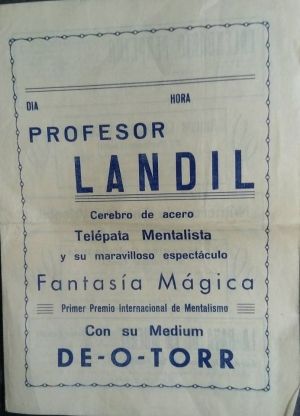 DIA HORA
PROFESOR
LANDIL
Cerebro de acero
Telépata Mentalista
y su maravilloso espectáculo
Fantasía Mágica
Primer Premio internacional de Mentalismo
Con su Medium
DE-O-TORR